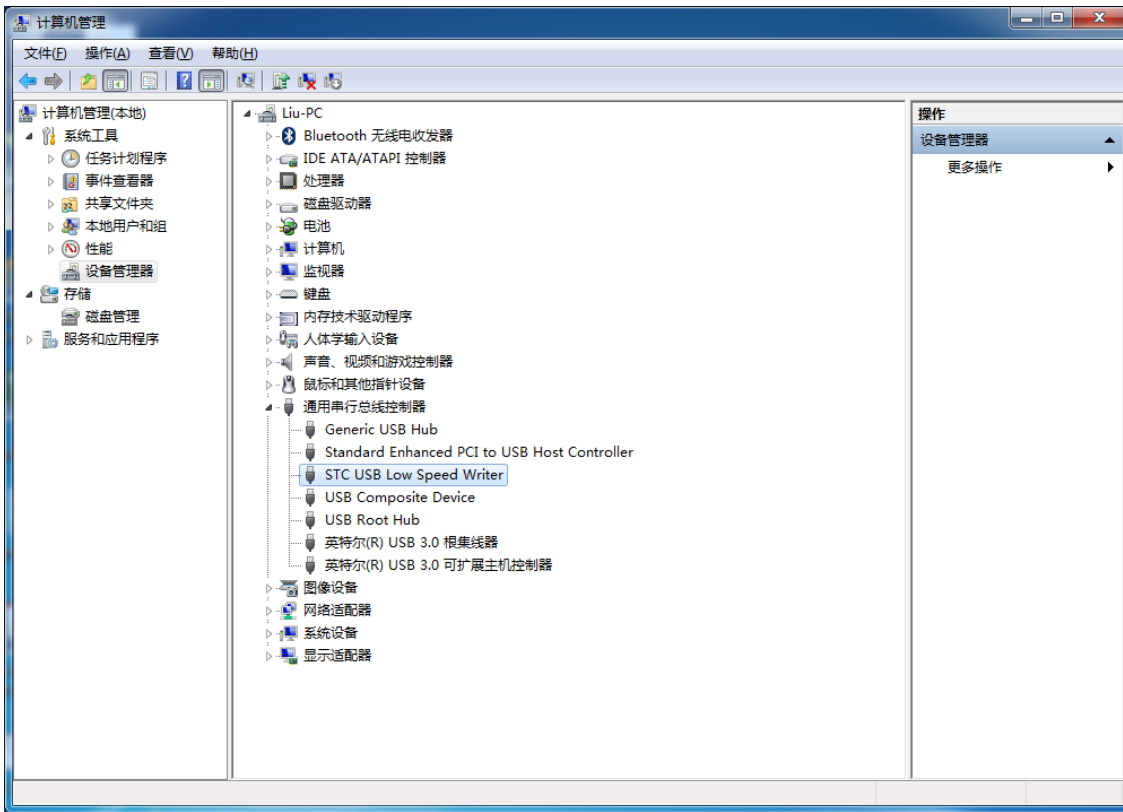 计算机管理
文件(F) 操作(A) 查看(V) 帮助(H)
计算机管理(本地)
系统工具
任务计划程序
事件查看器
共享文件夹
本地用户和组
性能
设备管理器
存储
磁盘管理
服务和应用程序
Liu-PC
Bluetooth 无线电收发器
IDE ATA/ATAPI 控制器
处理器
磁盘驱动器
电池
计算机
监视器
键盘
内存技术驱动程序
人体学输入设备
声音、视频和游戏控制器
鼠标和其他指针设备
通用串行总线控制器
Generic USB Hub
Standard Enhanced PCI to USB Host Controller
STC USB Low Speed Writer
USB Composite Device
USB Root Hub
英特尔(R) USB 3.0 根集线器
英特尔(R) USB 3.0 可扩展主机控制器
图像设备
网络适配器
系统设备
显示适配器
操作
设备管理器
更多操作